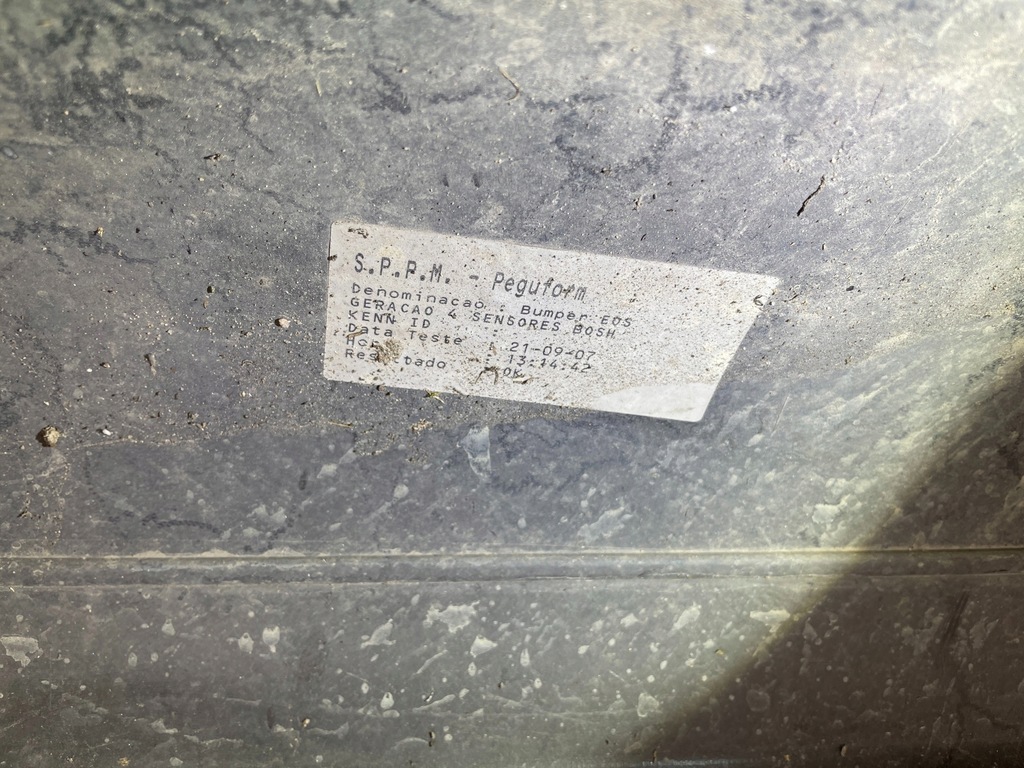 S.P.P.M. - Peguform
Denominacao : Bumper EOS
GERACAO 4 SENSORES BOSH
KENN ID :
Data Teste : 21-09-07
: 13:14:42
: OK